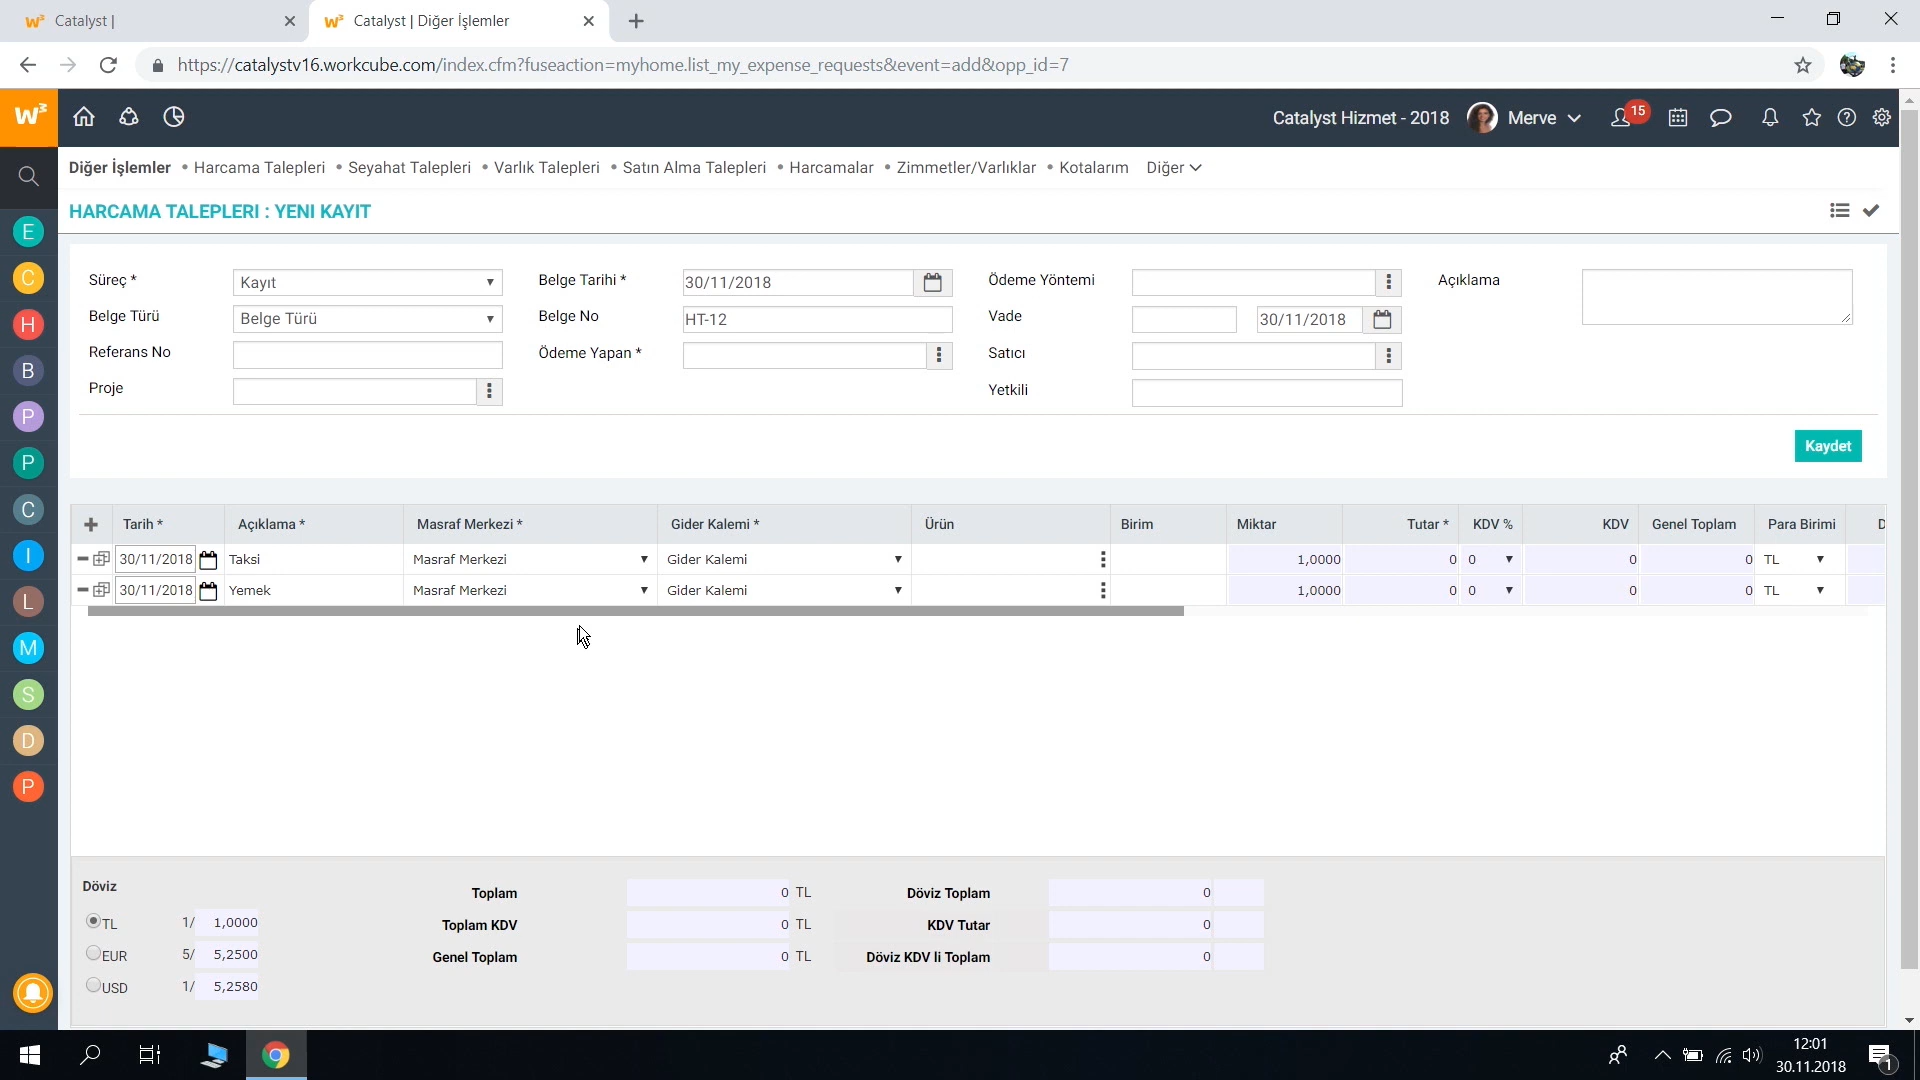 Catalyst |
Catalyst | Diğer İşlemler
https://catalystv16.workcube.com/index.cfm?fuseaction=myhome.list_my_expense_requests&event=add&opp_id=7
w3
Catalyst Hizmet - 2018
Merve
15
Diğer İşlemler • Harcama Talepleri • Seyahat Talepleri • Varlık Talepleri • Satın Alma Talepleri • Harcamalar • Zimmetler/Varlıklar • Kotalarım Diğer
HARCAMA TALEPLERI : YENI KAYIT
E
C
H
B
P
P
C
I
L
M
S
D
P
Süreç * Kayıt
Belge Türü Belge Türü
Referans No
Proje
Belge Tarihi * 30/11/2018
Belge No HT-12
Ödeme Yapan *
Ödeme Yöntemi
Vade 30/11/2018
Satıcı
Yetkili
Açıklama
Kaydet
Tarih * Açıklama * Masraf Merkezi * Gider Kalemi * Ürün Birim Miktar Tutar * KDV % KDV Genel Toplam Para Birimi D
30/11/2018 Taksi Masraf Merkezi Gider Kalemi 1,0000 0 0 0 0 TL
30/11/2018 Yemek Masraf Merkezi Gider Kalemi 1,0000 0 0 0 0 TL
Döviz
TL 1/ 1,0000
EUR 5/ 5,2500
USD 1/ 5,2580
Toplam 0 TL
Toplam KDV 0 TL
Genel Toplam 0 TL
Döviz Toplam 0
KDV Tutar 0
Döviz KDV li Toplam 0
12:01
30.11.2018
1